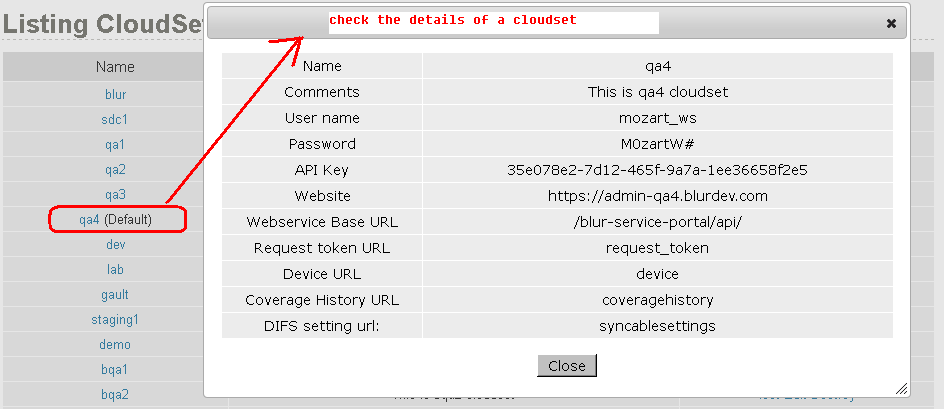 Listing CloudSe
check the details of a cloudset
Name
blur
sdc1
qa1
qa2
qa3
qa4 (Default)
dev
lab
gault
staging1
demo
bqa1
bqa2
Name qa4
Comments This is qa4 cloudset
User name mozart_ws
Password M0zartW#
API Key 35e078e2-7d12-465f-9a7a-1ee36658f2e5
Website https://admin-qa4.blurdev.com
Webservice Base URL /blur-service-portal/api/
Request token URL request_token
Device URL device
Coverage History URL coveragehistory
DIFS setting url: syncablesettings
Close